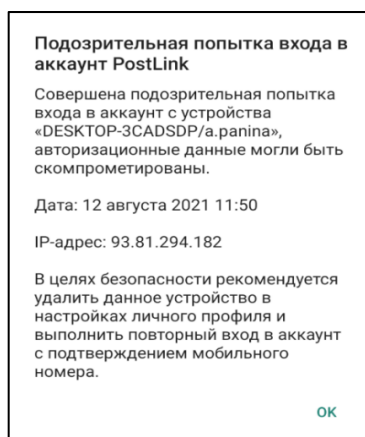 Подозрительная попытка входа в
аккаунт PostLink
Совершена подозрительная попытка
входа в аккаунт с устройства
«DESKTOP-3CADSDP/a.panina»,
авторизационные данные могли быть
скомпрометированы.
Дата: 12 августа 2021 11:50
IP-адрес: 93.81.294.182
В целях безопасности рекомендуется
удалить данное устройство в
настройках личного профиля и
выполнить повторный вход в аккаунт
с подтверждением мобильного
номера.
ОК